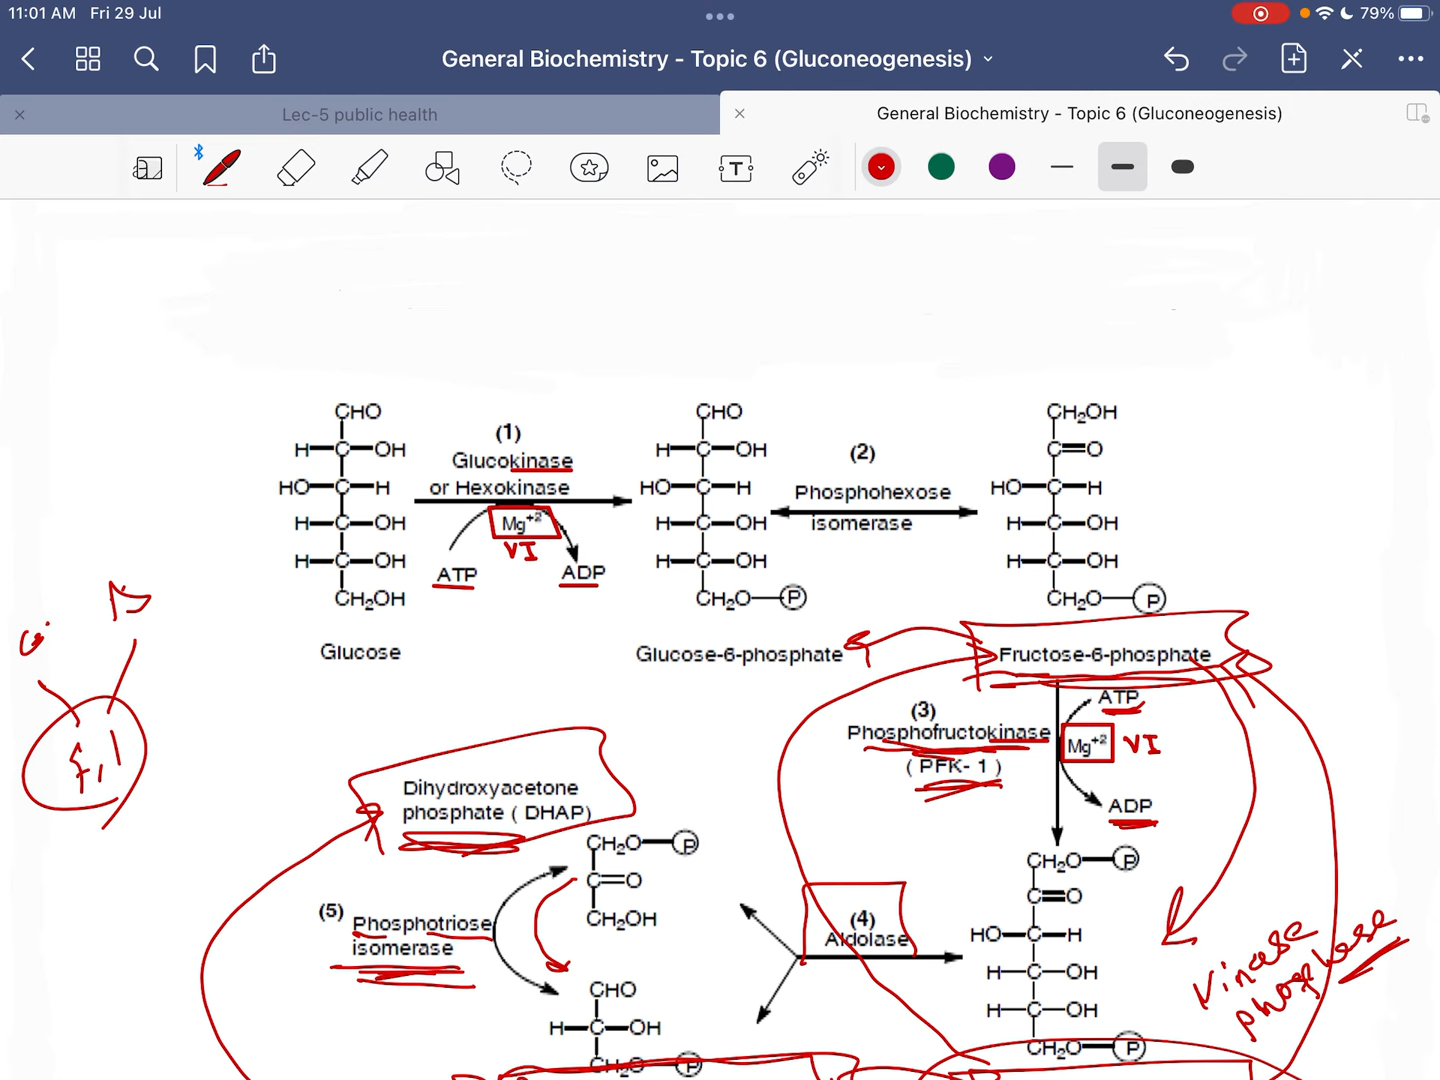 11:01 AM Fri 29 Jul
79%
General Biochemistry - Topic 6 (Gluconeogenesis)
Lec-5 public health
General Biochemistry - Topic 6 (Gluconeogenesis)
T
CHO
H—C—OH
HO—C—H
H—C—OH
H—C—OH
CH₂OH
Glucose
(1)
Glucokinase
or Hexokinase
Mg⁺²
VI
ATP
ADP
CHO
H—C—OH
HO—C—H
H—C—OH
H—C—OH
CH₂O—P
Glucose-6-phosphate
(2)
Phosphohexose
isomerase
CH₂OH
C=O
HO—C—H
H—C—OH
H—C—OH
CH₂O—P
Fructose-6-phosphate
(3)
Phosphofructokinase
( PFK- 1 )
ATP
Mg⁺²
VI
ADP
Dihydroxyacetone
phosphate ( DHAP)
CH₂O—P
C=O
CH₂OH
(5)
Phosphotriose
isomerase
CHO
H—C—OH
CH₂O—P
(4)
Aldolase
CH₂O—P
C=O
HO—C—H
H—C—OH
H—C—OH
CH₂O—P
Kinase